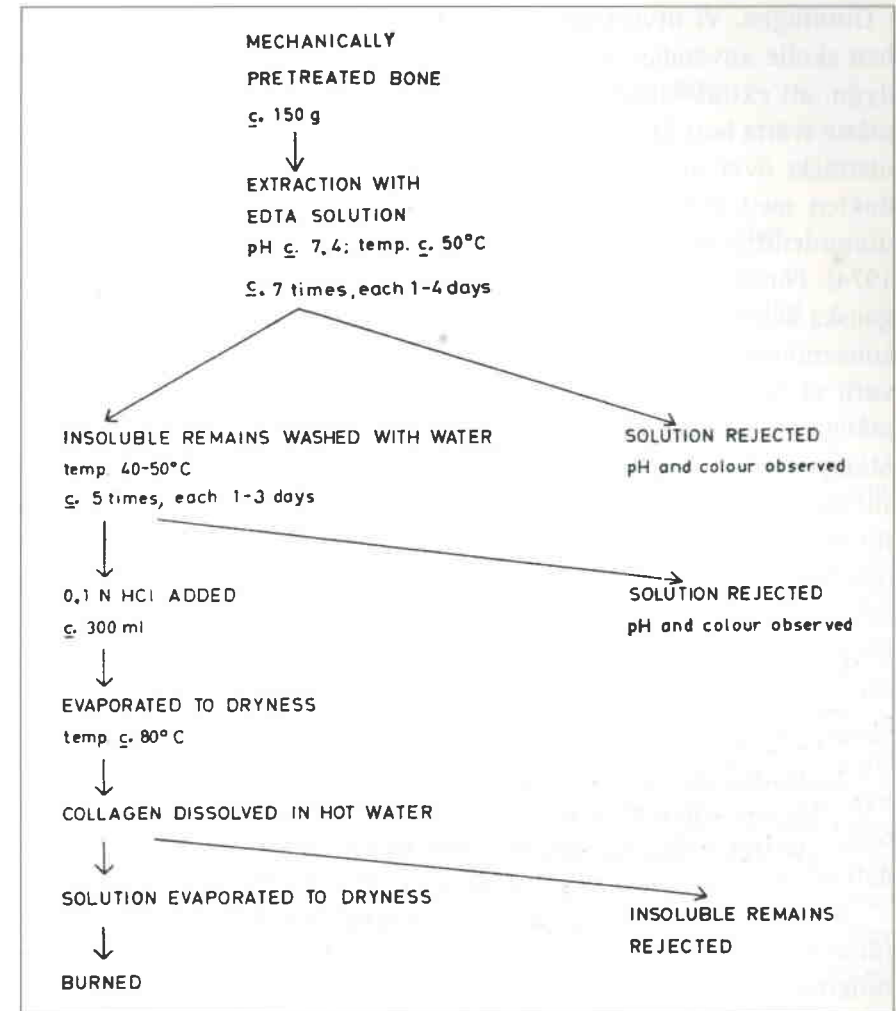 MECHANICALLY
PRETREATED BONE
c. 150 g
EXTRACTION WITH
EDTA SOLUTION
pH c. 7,4; temp. c. 50°C
c. 7 times, each 1-4 days
INSOLUBLE REMAINS WASHED WITH WATER
temp. 40-50°C
c. 5 times, each 1-3 days
SOLUTION REJECTED
pH and colour observed
0,1 N HCl ADDED
c. 300 ml
SOLUTION REJECTED
pH and colour observed
EVAPORATED TO DRYNESS
temp c. 80°C
COLLAGEN DISSOLVED IN HOT WATER
SOLUTION EVAPORATED TO DRYNESS
INSOLUBLE REMAINS
REJECTED
BURNED